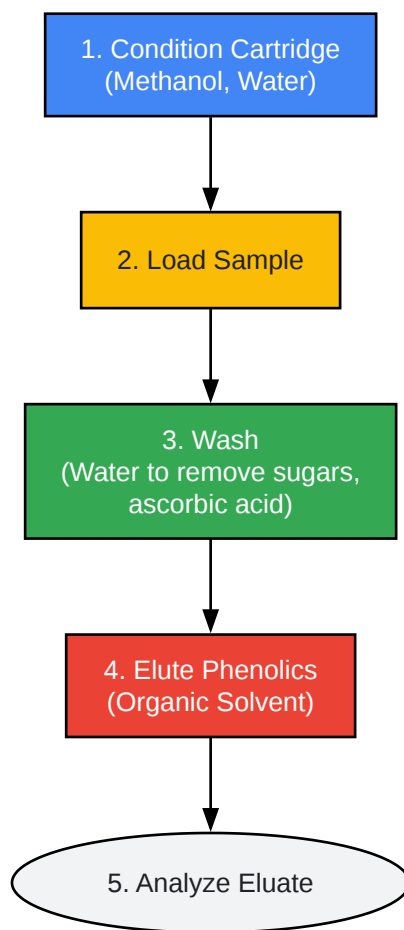 1. Condition Cartridge
(Methanol, Water)
2. Load Sample
3. Wash
(Water to remove sugars,
ascorbic acid)
4. Elute Phenolics
(Organic Solvent)
5. Analyze Eluate